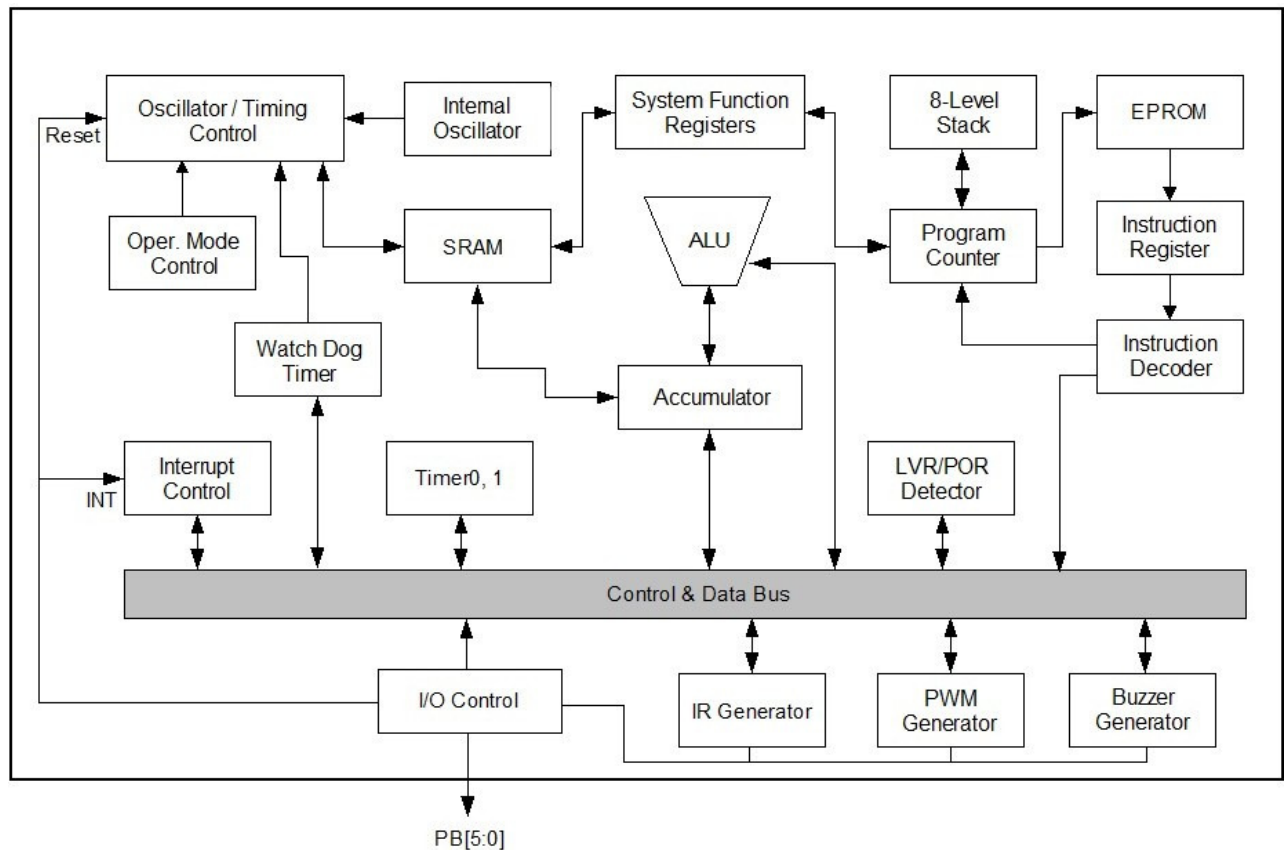 Oscillator / Timing
Control
Reset
Internal
Oscillator
System Function
Registers
8-Level
Stack
EPROM
Oper. Mode
Control
SRAM
ALU
Program
Counter
Instruction
Register
Watch Dog
Timer
Accumulator
Instruction
Decoder
Interrupt
Control
INT
Timer0, 1
LVR/POR
Detector
Control & Data Bus
I/O Control
IR Generator
PWM
Generator
Buzzer
Generator
PB[5:0]